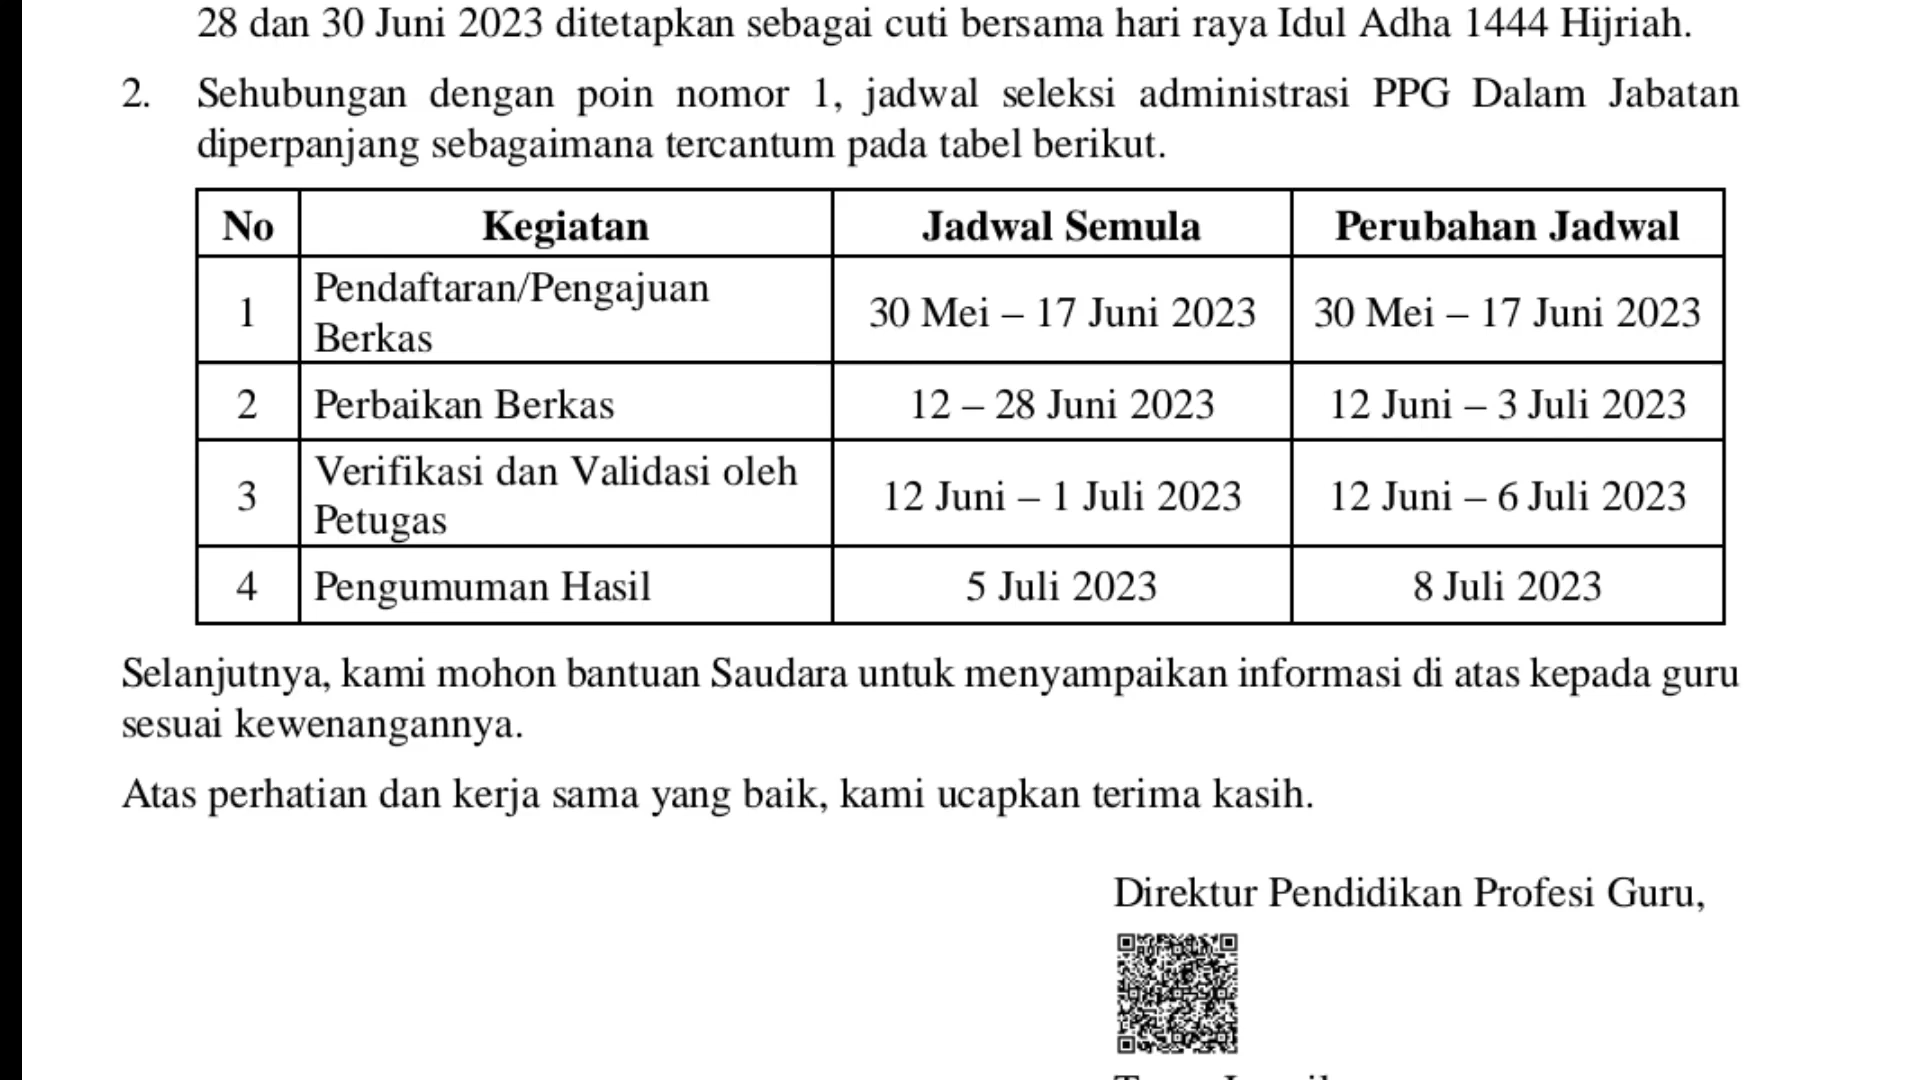 28 dan 30 Juni 2023 ditetapkan sebagai cuti bersama hari raya Idul Adha 1444 Hijriah.
2. Sehubungan dengan poin nomor 1, jadwal seleksi administrasi PPG Dalam Jabatan
diperpanjang sebagaimana tercantum pada tabel berikut.
No Kegiatan Jadwal Semula Perubahan Jadwal
1 Pendaftaran/Pengajuan
Berkas 30 Mei – 17 Juni 2023 30 Mei – 17 Juni 2023
2 Perbaikan Berkas 12 – 28 Juni 2023 12 Juni – 3 Juli 2023
3 Verifikasi dan Validasi oleh
Petugas 12 Juni – 1 Juli 2023 12 Juni – 6 Juli 2023
4 Pengumuman Hasil 5 Juli 2023 8 Juli 2023
Selanjutnya, kami mohon bantuan Saudara untuk menyampaikan informasi di atas kepada guru
sesuai kewenangannya.
Atas perhatian dan kerja sama yang baik, kami ucapkan terima kasih.
Direktur Pendidikan Profesi Guru,